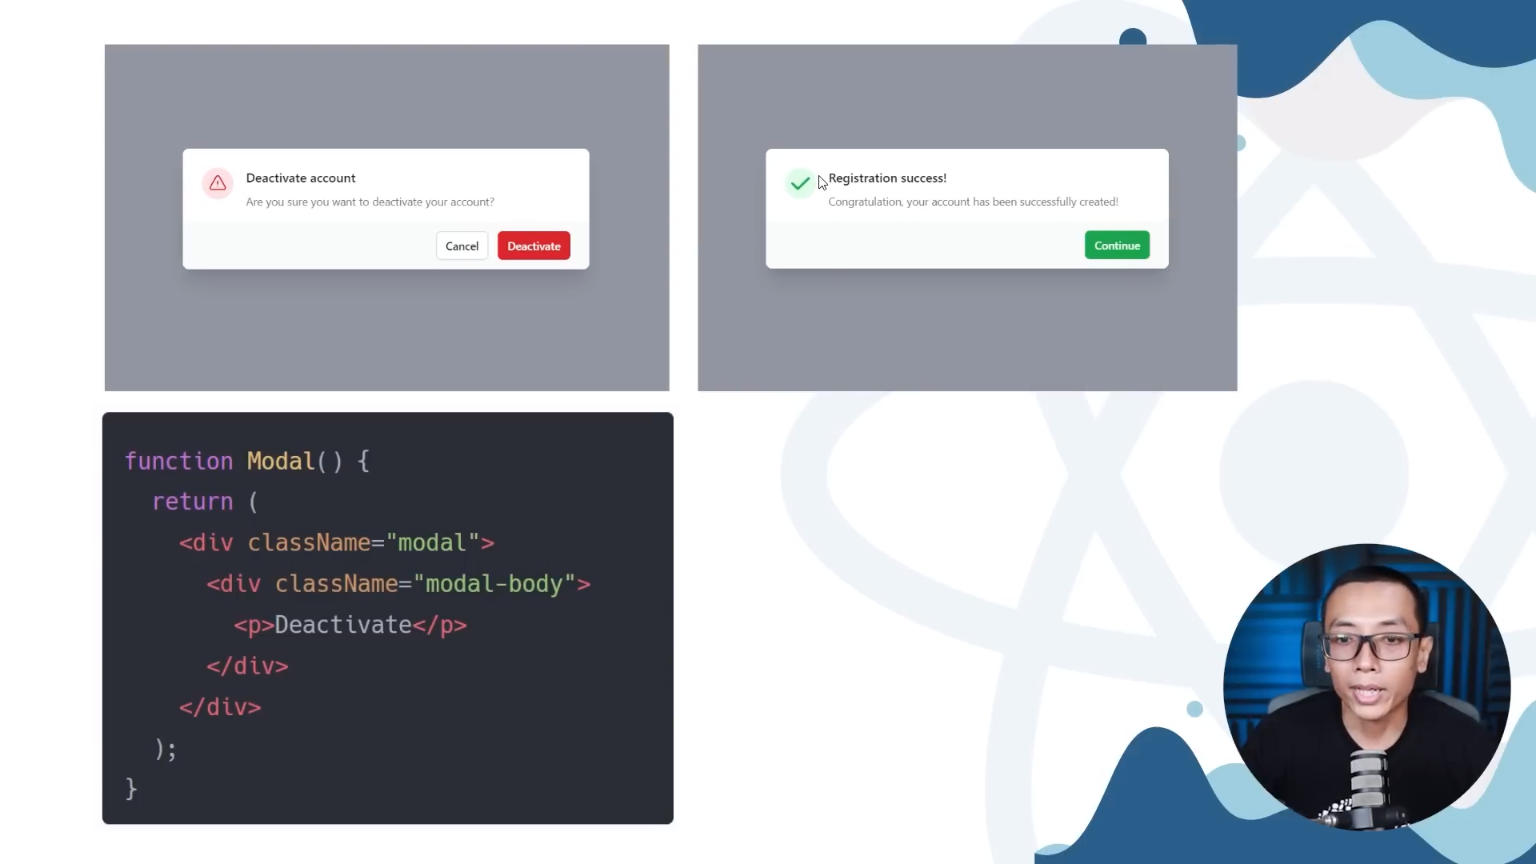 Deactivate account
Are you sure you want to deactivate your account?
Cancel
Deactivate
Registration success!
Congratulation, your account has been successfully created!
Continue
function Modal() {
  return (
    <div className="modal">
      <div className="modal-body">
        <p>Deactivate</p>
      </div>
    </div>
  );
}